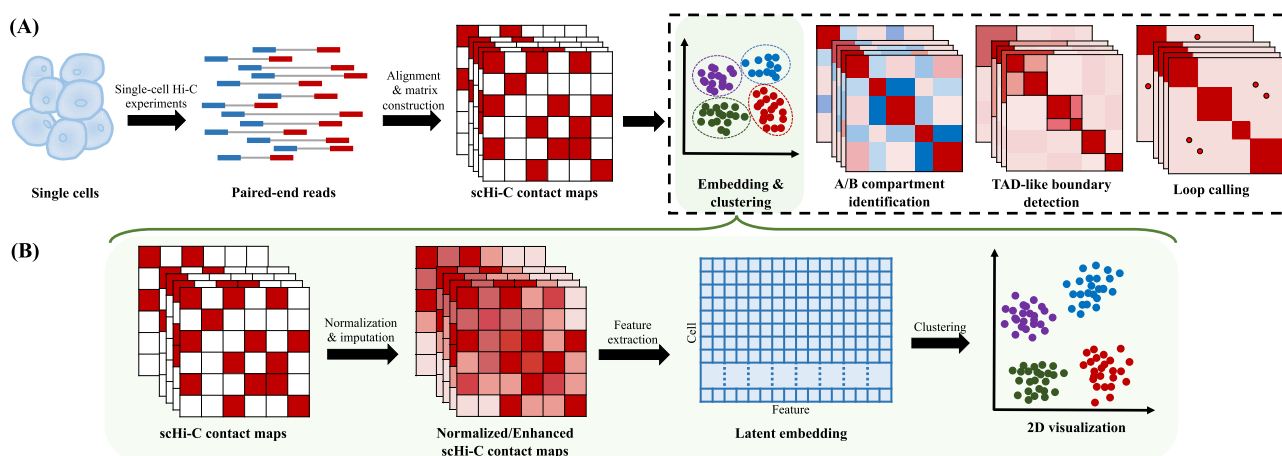 (A)
Single-cell Hi-C
experiments
Alignment
& matrix
construction
Single cells
Paired-end reads
scHi-C contact maps
Embedding &
clustering
A/B compartment
identification
TAD-like boundary
detection
Loop calling
(B)
Normalization
& imputation
Feature
extraction
Cell
Feature
Clustering
scHi-C contact maps
Normalized/Enhanced
scHi-C contact maps
Latent embedding
2D visualization